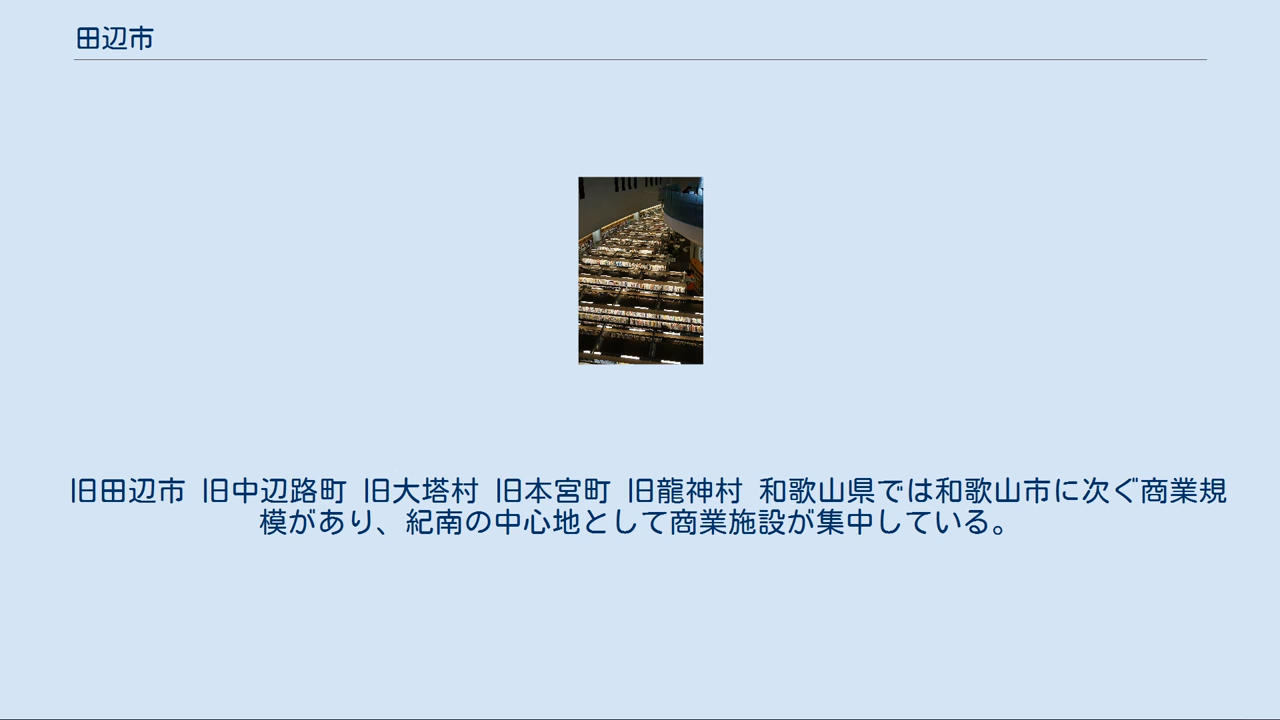 田辺市
旧田辺市 旧中辺路町 旧大塔村 旧本宮町 旧龍神村 和歌山県では和歌山市に次ぐ商業規
模があり、紀南の中心地として商業施設が集中している。